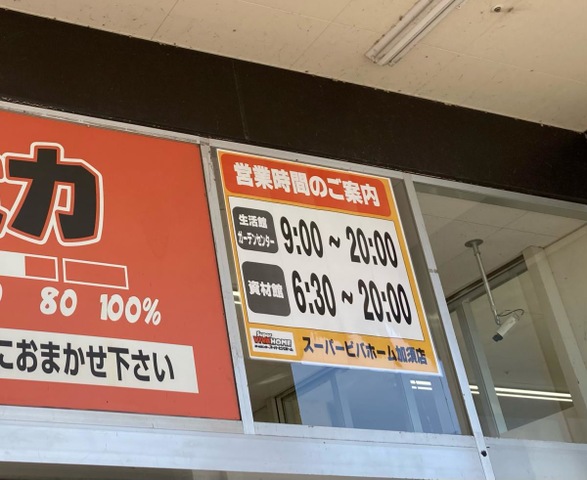 力
80 100%
におまかせ下さい
営業時間のご案内
生活館
ガーデンセンター
9:00 ~ 20:00
資材館
6:30 ~ 20:00
VIVA HOME
スーパービバホーム加須店